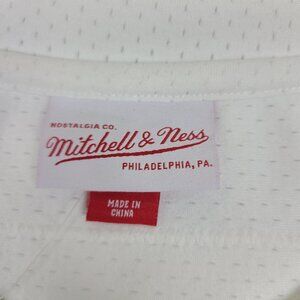 NOSTALGIA CO.
Mitchell & Ness
PHILADELPHIA, PA.
MADE IN
CHINA